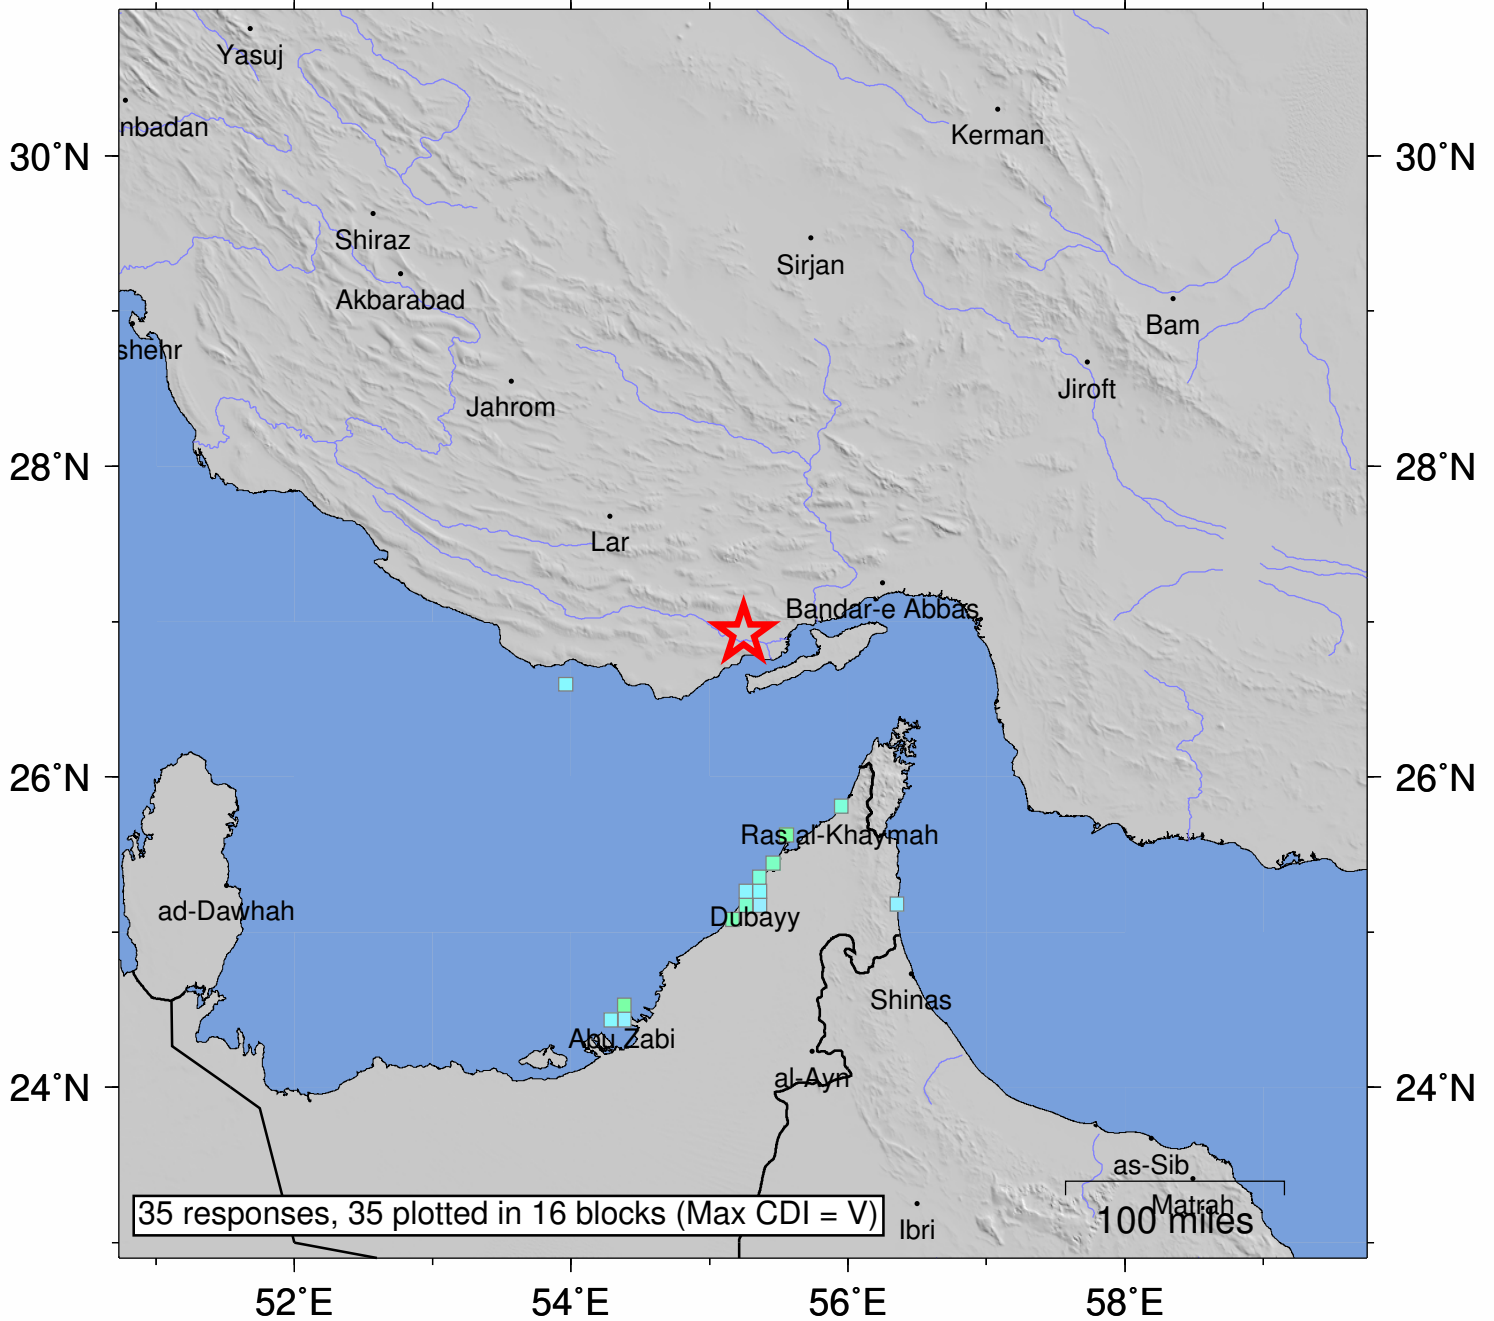 Yasuj
Kerman
nbadan
30°N
30°N
Shiraz
Sirjan
Akbarabad
Bam
shehr
Jiroft
Jahrom
28°N
28°N
Lar
Bandar-e Abbas
26°N
26°N
Ras al-Khaymah
ad-Dawhah
Dubayy
Shinas
Abu Zabi
al-Ayn
24°N
24°N
as-Sib
Matrah
100 miles
35 responses, 35 plotted in 16 blocks (Max CDI = V)
Ibri
52°E
54°E
56°E
58°E